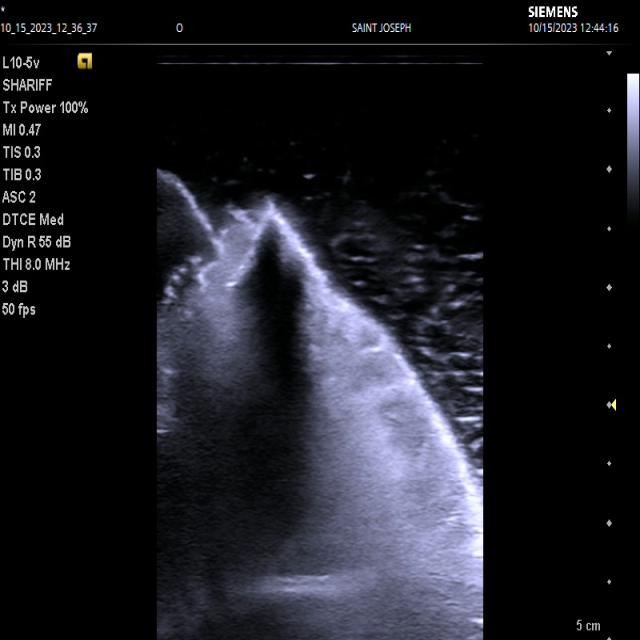 *
SIEMENS
10_15_2023_12_36_37 O SAINT JOSEPH 10/15/2023 12:44:16
L10-5v
SHARIFF
Tx Power 100%
MI 0.47
TIS 0.3
TIB 0.3
ASC 2
DTCE Med
Dyn R 55 dB
THI 8.0 MHz
3 dB
50 fps
5 cm